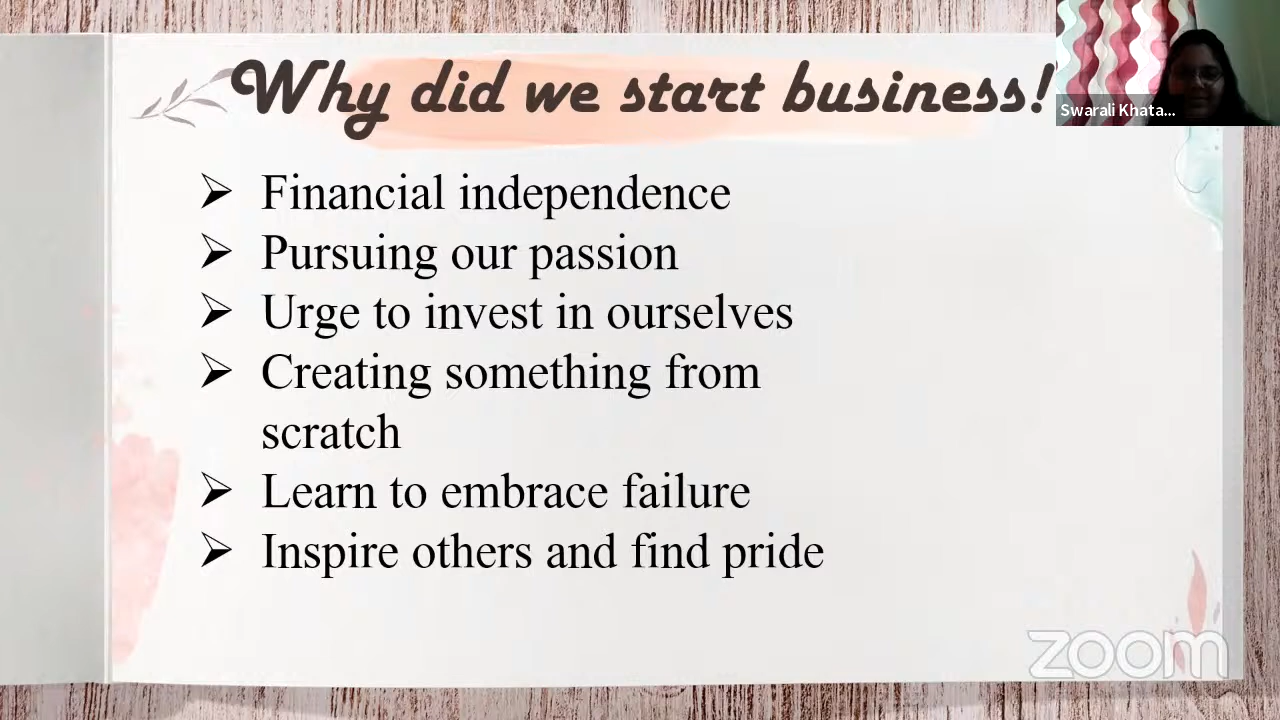 Why did we start business!
Swarali Khata...
➢ Financial independence
➢ Pursuing our passion
➢ Urge to invest in ourselves
➢ Creating something from
scratch
➢ Learn to embrace failure
➢ Inspire others and find pride
zoom